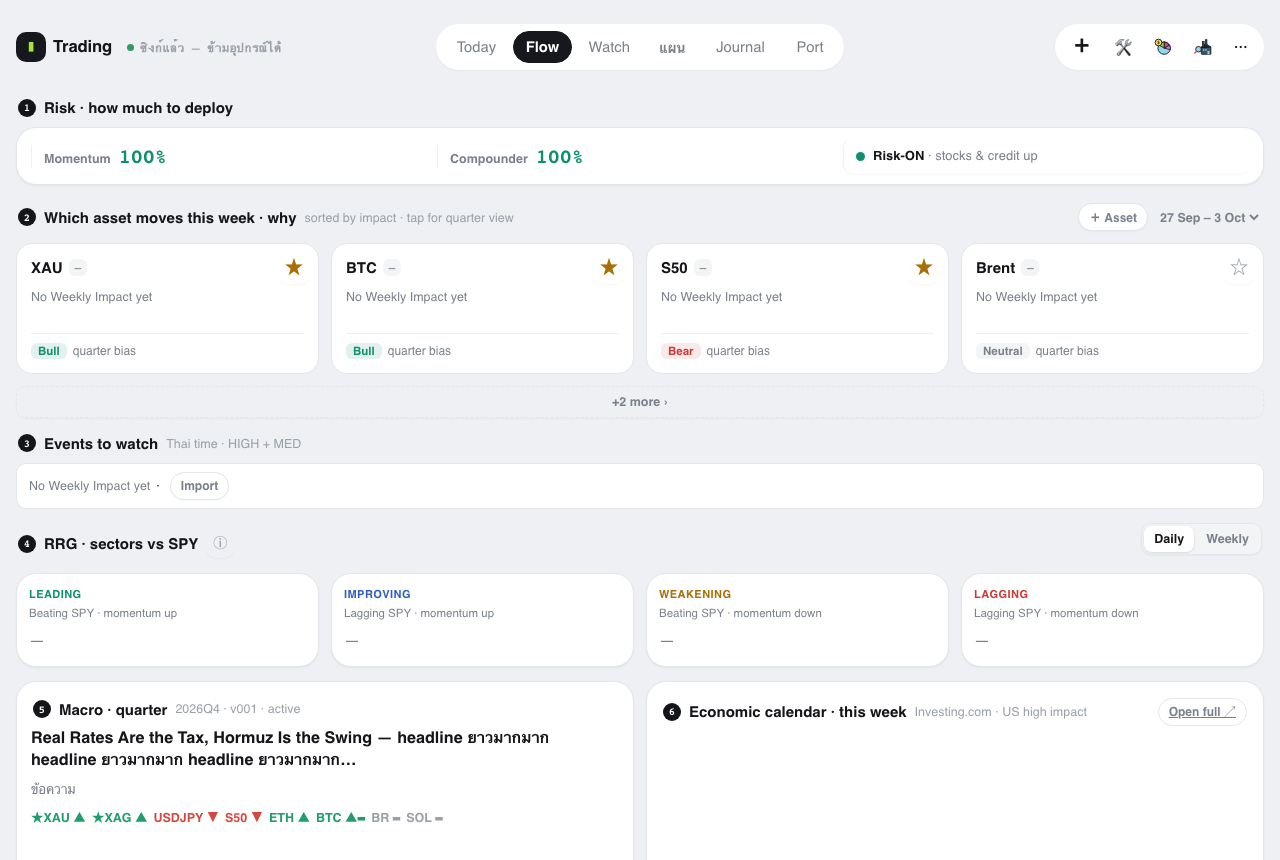 Trading ซิงก์แล้ว — ข้ามอุปกรณ์ได้ Today Flow Watch แผน Journal Port + ···
1 Risk · how much to deploy
Momentum 100% Compounder 100% Risk-ON · stocks & credit up
2 Which asset moves this week · why sorted by impact · tap for quarter view + Asset 27 Sep – 3 Oct
XAU – ★ BTC – ★ S50 – ★ Brent – ☆
No Weekly Impact yet No Weekly Impact yet No Weekly Impact yet No Weekly Impact yet
Bull quarter bias Bull quarter bias Bear quarter bias Neutral quarter bias
+2 more ›
3 Events to watch Thai time · HIGH + MED
No Weekly Impact yet · Import
4 RRG · sectors vs SPY ⓘ Daily Weekly
LEADING IMPROVING WEAKENING LAGGING
Beating SPY · momentum up Lagging SPY · momentum up Beating SPY · momentum down Lagging SPY · momentum down
— — — —
5 Macro · quarter 2026Q4 · v001 · active
Real Rates Are the Tax, Hormuz Is the Swing — headline ยาวมากมาก
headline ยาวมากมาก headline ยาวมากมาก…
ข้อความ
★XAU ▲ ★XAG ▲ USDJPY ▼ S50 ▼ ETH ▲ BTC ▲▬ BR ▬ SOL ▬
6 Economic calendar · this week Investing.com · US high impact Open full ↗